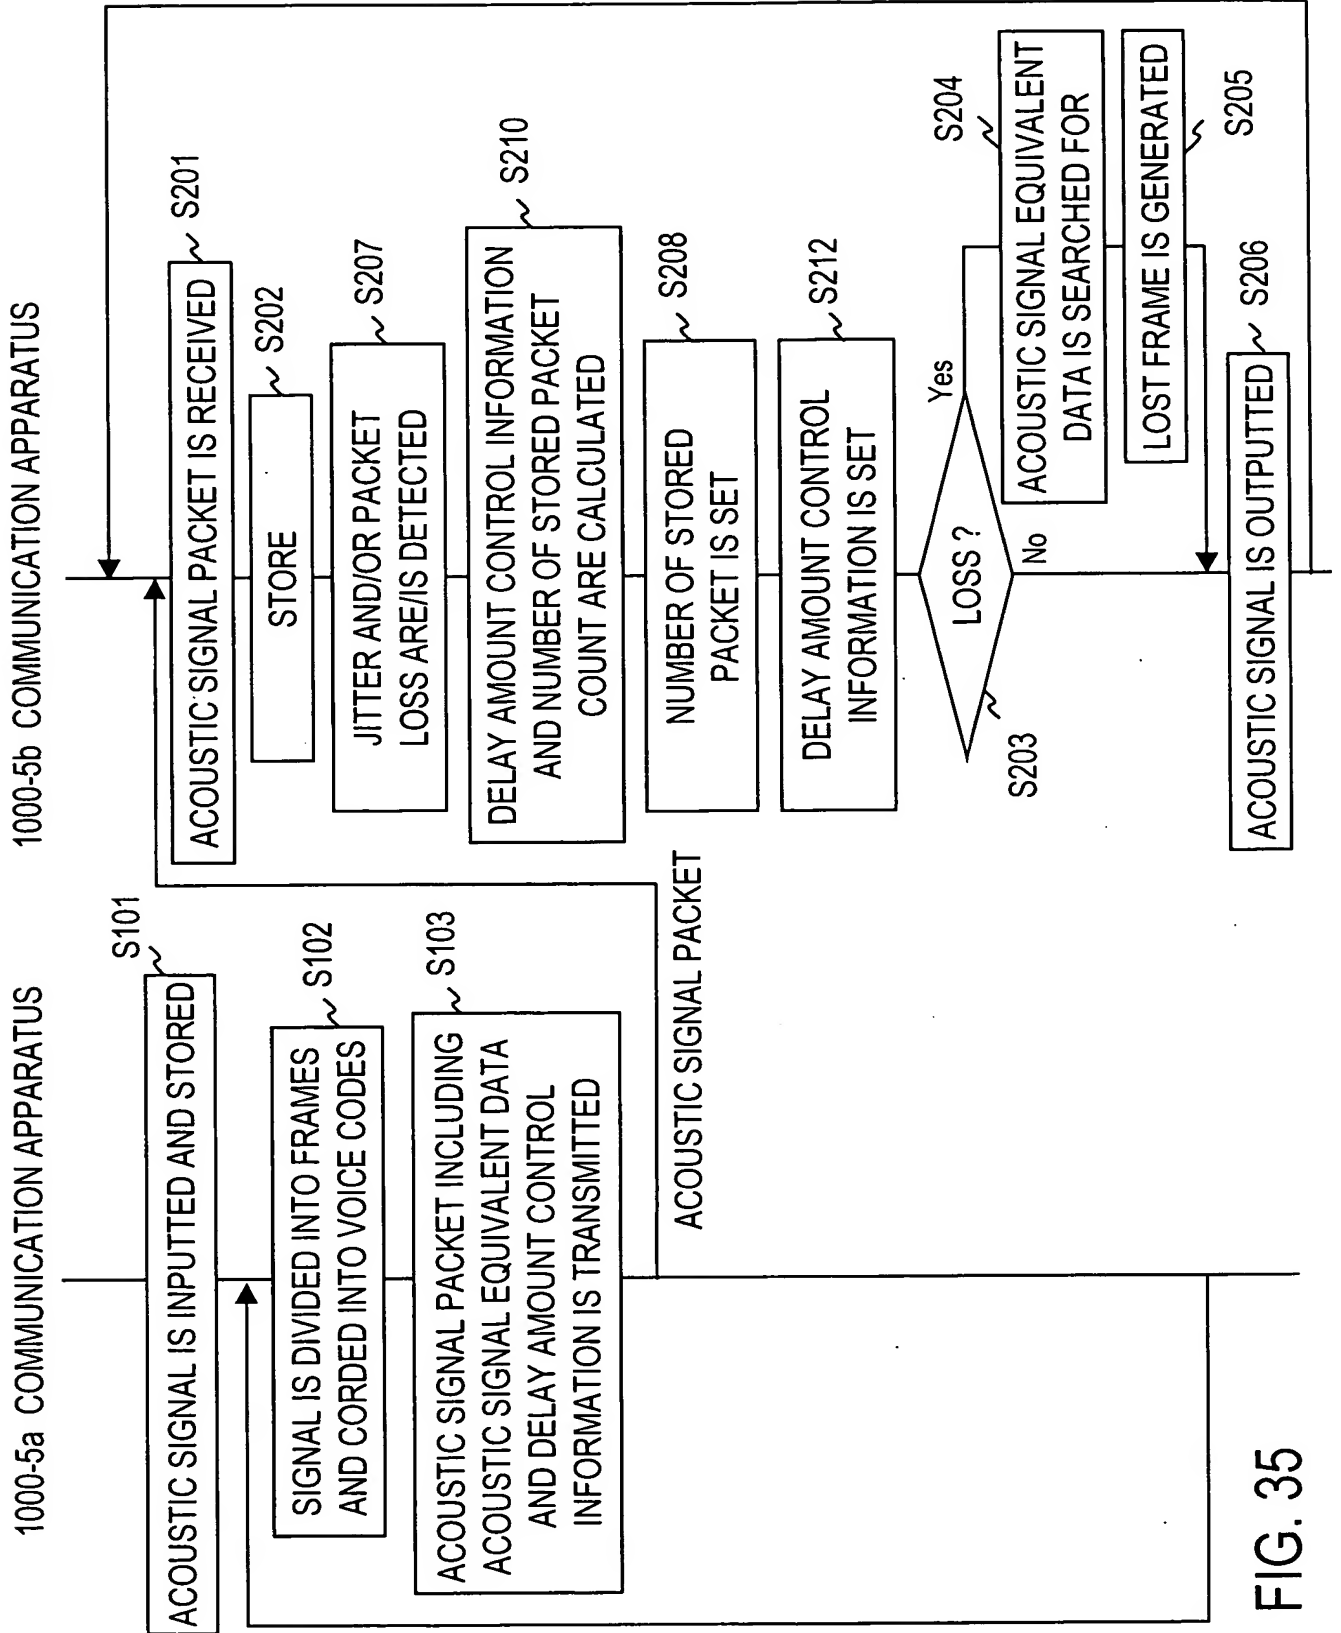 1000-5a COMMUNICATION APPARATUS
S101
ACOUSTIC SIGNAL IS INPUTTED AND STORED
S102
SIGNAL IS DIVIDED INTO FRAMES
AND CORDED INTO VOICE CODES
S103
ACOUSTIC SIGNAL PACKET INCLUDING
ACOUSTIC SIGNAL EQUIVALENT DATA
AND DELAY AMOUNT CONTROL
INFORMATION IS TRANSMITTED
ACOUSTIC SIGNAL PACKET
1000-5b COMMUNICATION APPARATUS
S201
ACOUSTIC SIGNAL PACKET IS RECEIVED
S202
STORE
S207
JITTER AND/OR PACKET
LOSS ARE/IS DETECTED
S210
DELAY AMOUNT CONTROL INFORMATION
AND NUMBER OF STORED PACKET
COUNT ARE CALCULATED
S208
NUMBER OF STORED
PACKET IS SET
S212
DELAY AMOUNT CONTROL
INFORMATION IS SET
LOSS ?
Yes
No
S203
S204
ACOUSTIC SIGNAL EQUIVALENT
DATA IS SEARCHED FOR
LOST FRAME IS GENERATED
S205
S206
ACOUSTIC SIGNAL IS OUTPUTTED
FIG. 35